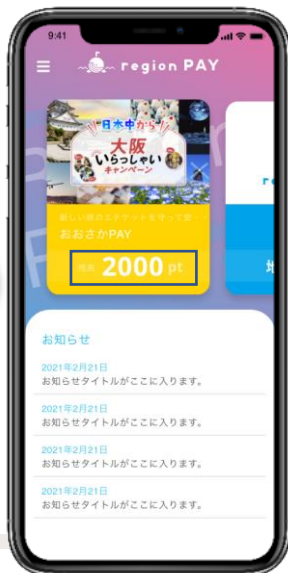 9:41
region PAY
日本中から
大阪
いらっしゃい
キャンペーン
おおさかPAY
残高 2000 pt
お知らせ
2021年2月21日
お知らせタイトルがここに入ります。
2021年2月21日
お知らせタイトルがここに入ります。
2021年2月21日
お知らせタイトルがここに入ります。
2021年2月21日
お知らせタイトルがここに入ります。